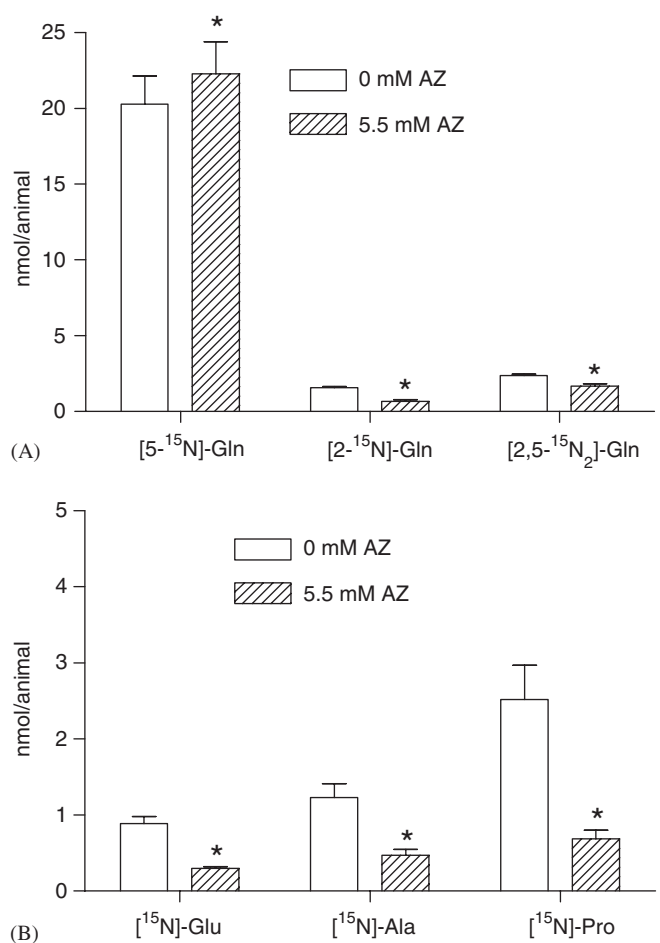 25
20
15
10
5
0
nmol/animal
*
*
*
0 mM AZ
5.5 mM AZ
[5-¹⁵N]-Gln
[2-¹⁵N]-Gln
[2,5-¹⁵N₂]-Gln
(A)
5
4
3
2
1
0
nmol/animal
0 mM AZ
5.5 mM AZ
*
*
*
[¹⁵N]-Glu
[¹⁵N]-Ala
[¹⁵N]-Pro
(B)